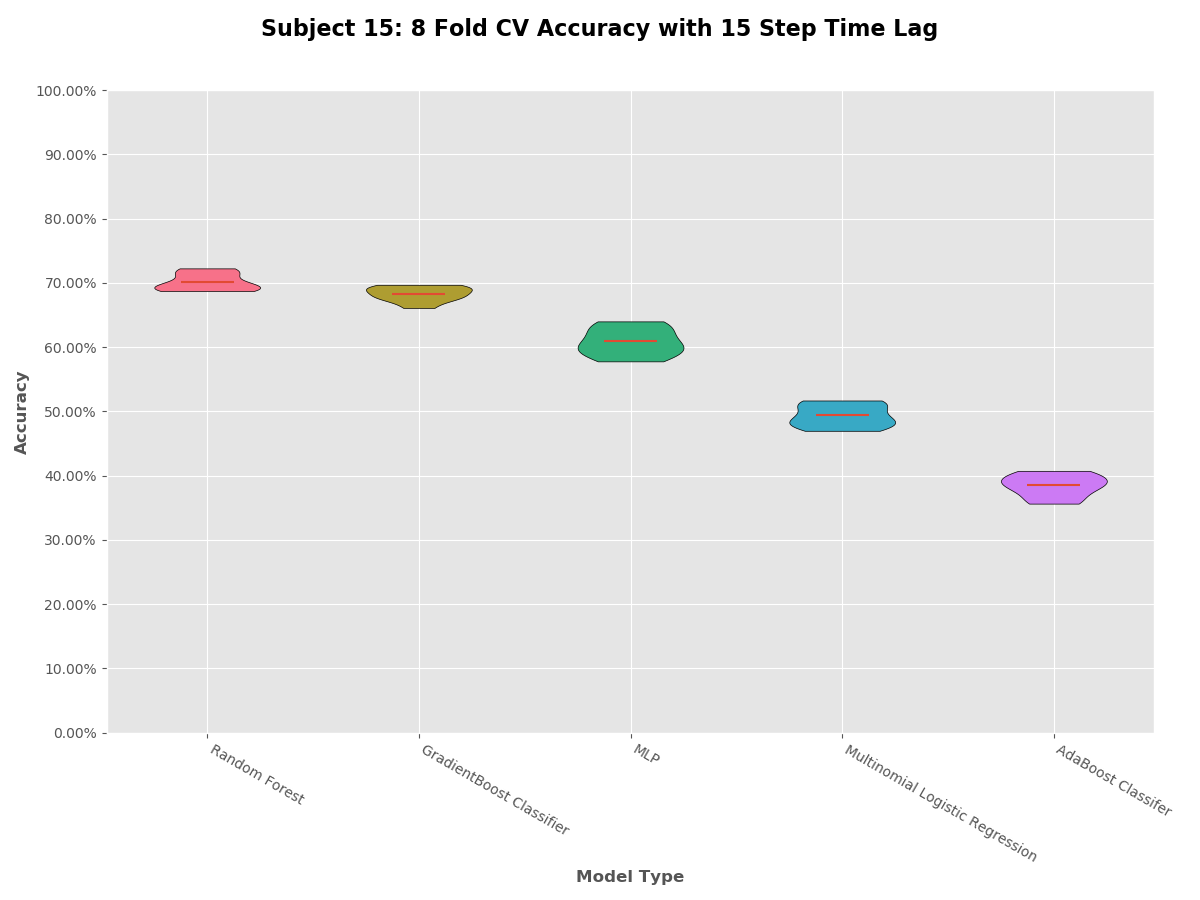 Subject 15: 8 Fold CV Accuracy with 15 Step Time Lag
100.00%
90.00%
80.00%
70.00%
60.00%
50.00%
40.00%
30.00%
20.00%
10.00%
0.00%
Accuracy
Random Forest
GradientBoost Classifier
MLP
Multinomial Logistic Regression
AdaBoost Classifer
Model Type